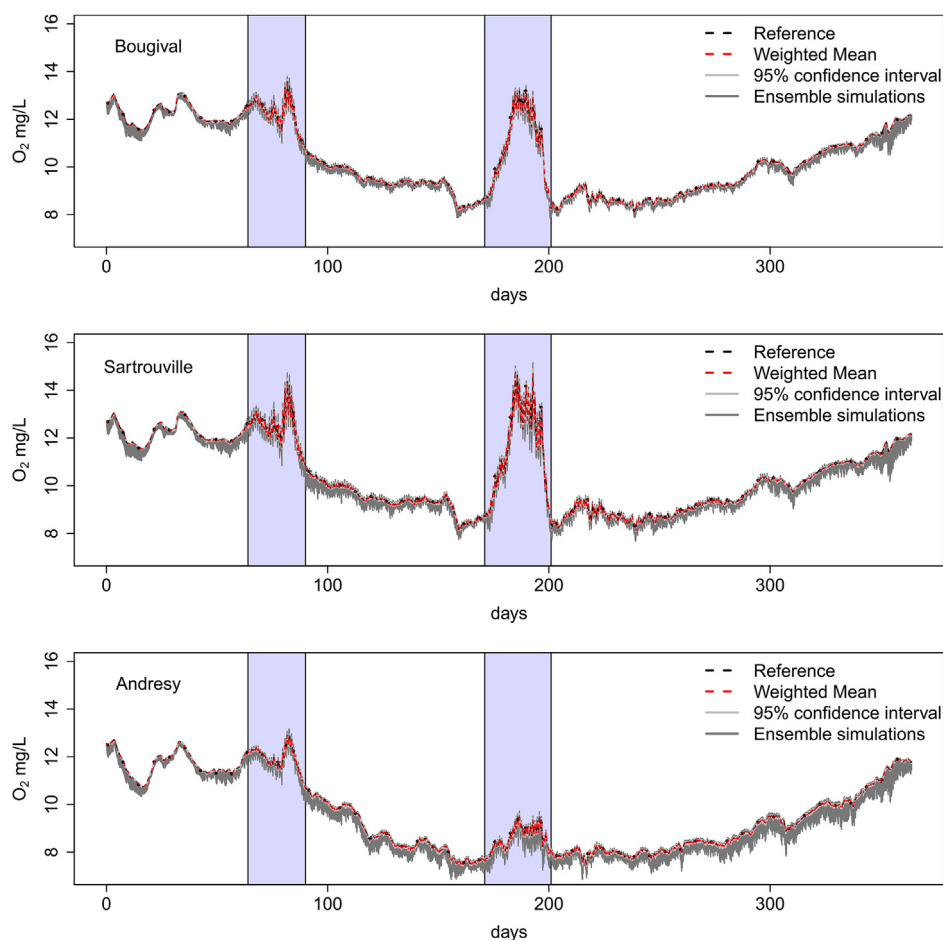 16
14
12
10
8
O2 mg/L
Bougival
Reference
Weighted Mean
95% confidence interval
Ensemble simulations
0 100 200 300
days
16
14
12
10
8
O2 mg/L
Sartrouville
Reference
Weighted Mean
95% confidence interval
Ensemble simulations
0 100 200 300
days
16
14
12
10
8
O2 mg/L
Andresy
Reference
Weighted Mean
95% confidence interval
Ensemble simulations
0 100 200 300
days